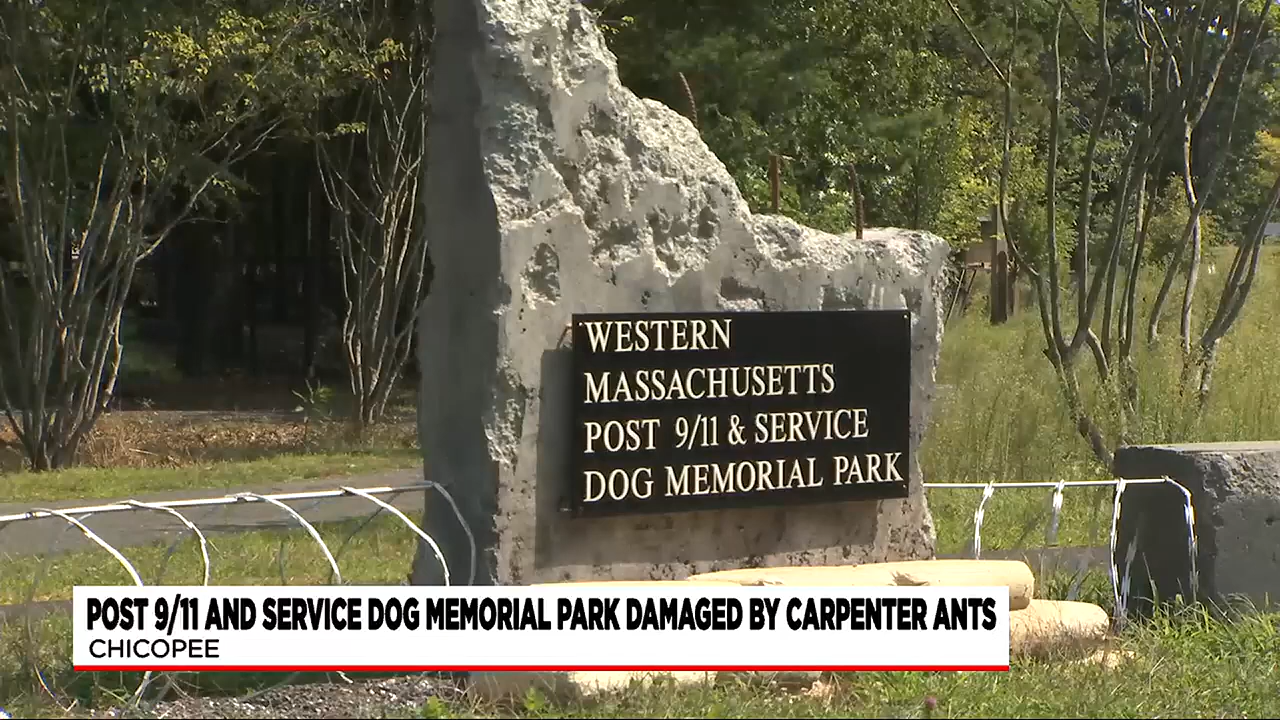 WESTERN
MASSACHUSETTS
POST 9/11 & SERVICE
DOG MEMORIAL PARK
POST 9/11 AND SERVICE DOG MEMORIAL PARK DAMAGED BY CARPENTER ANTS
CHICOPEE